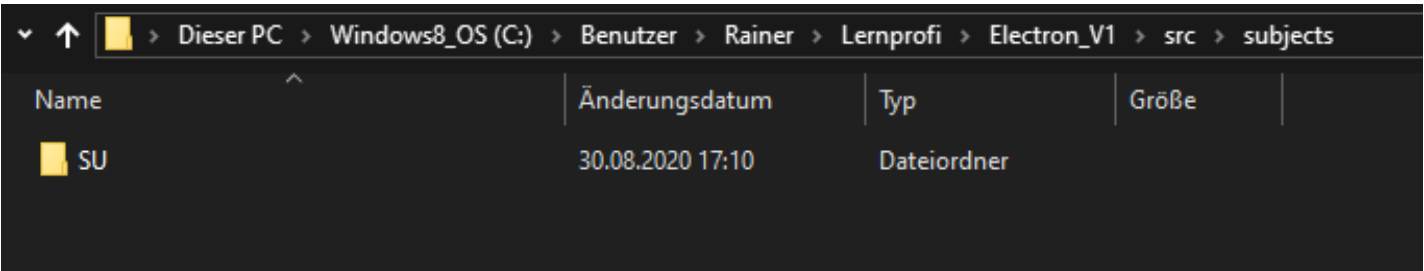 Dieser PC > Windows8_OS (C:) > Benutzer > Rainer > Lernprofi > Electron_V1 > src > subjects
Name Änderungsdatum Typ Größe
SU 30.08.2020 17:10 Dateiordner